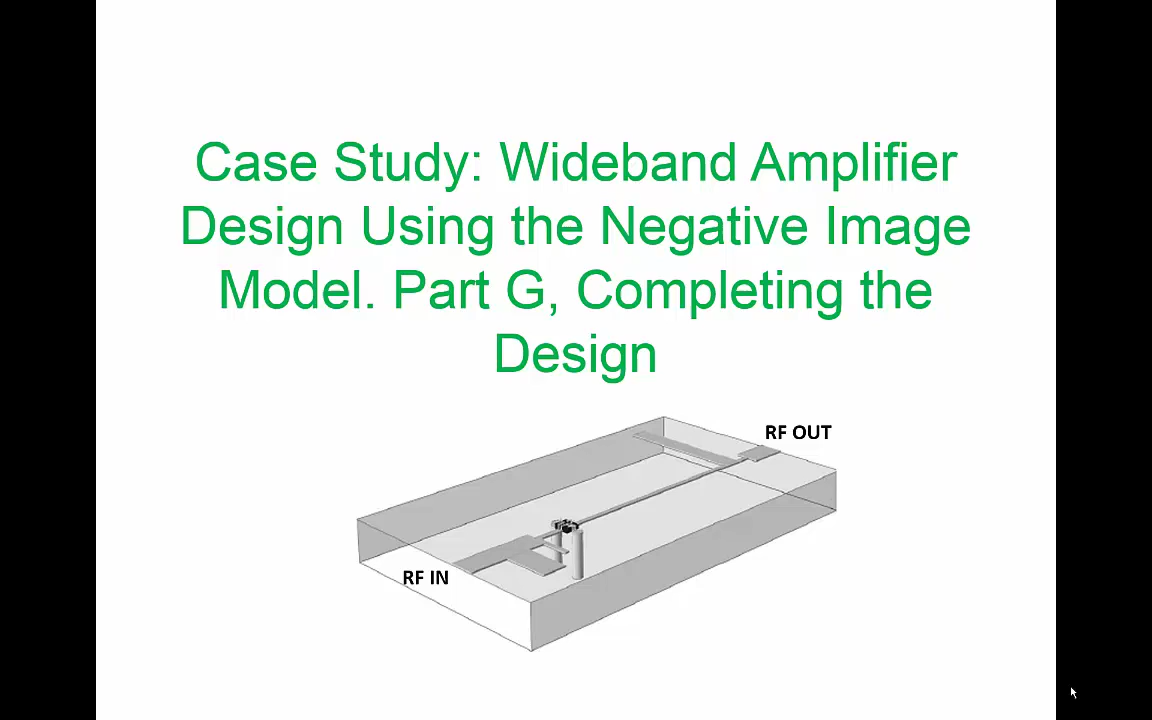 Case Study: Wideband Amplifier
Design Using the Negative Image
Model. Part G, Completing the
Design
RF OUT
RF IN